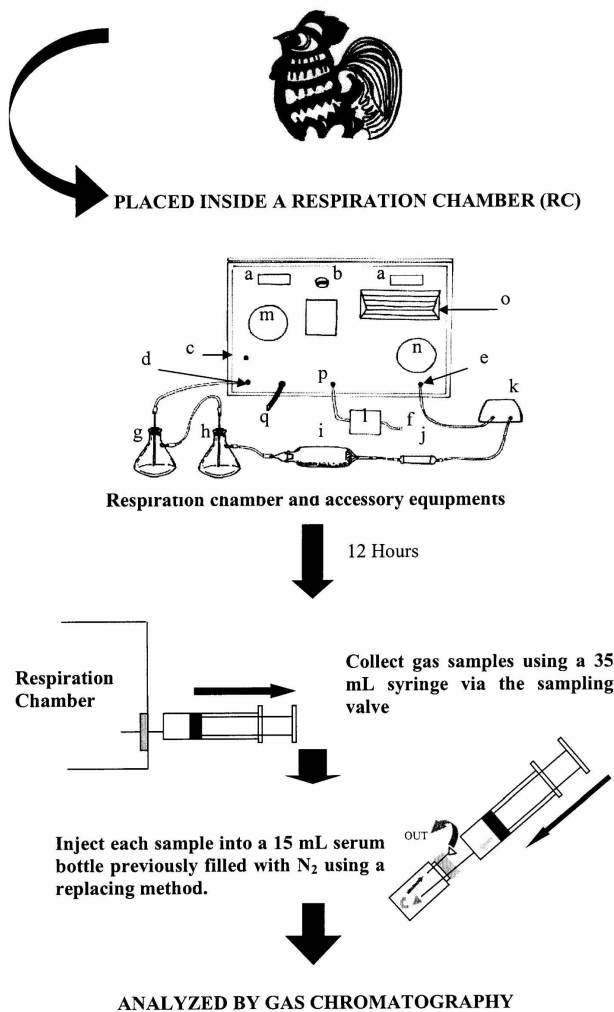 PLACED INSIDE A RESPIRATION CHAMBER (RC)
a b a
m
o
c
n
d
p
e
k
q
l
f
g h i j
Respiration chamber and accessory equipments
12 Hours
Respiration
Chamber
Collect gas samples using a 35
mL syringe via the sampling
valve
OUT
Inject each sample into a 15 mL serum
bottle previously filled with N₂ using a
replacing method.
ANALYZED BY GAS CHROMATOGRAPHY